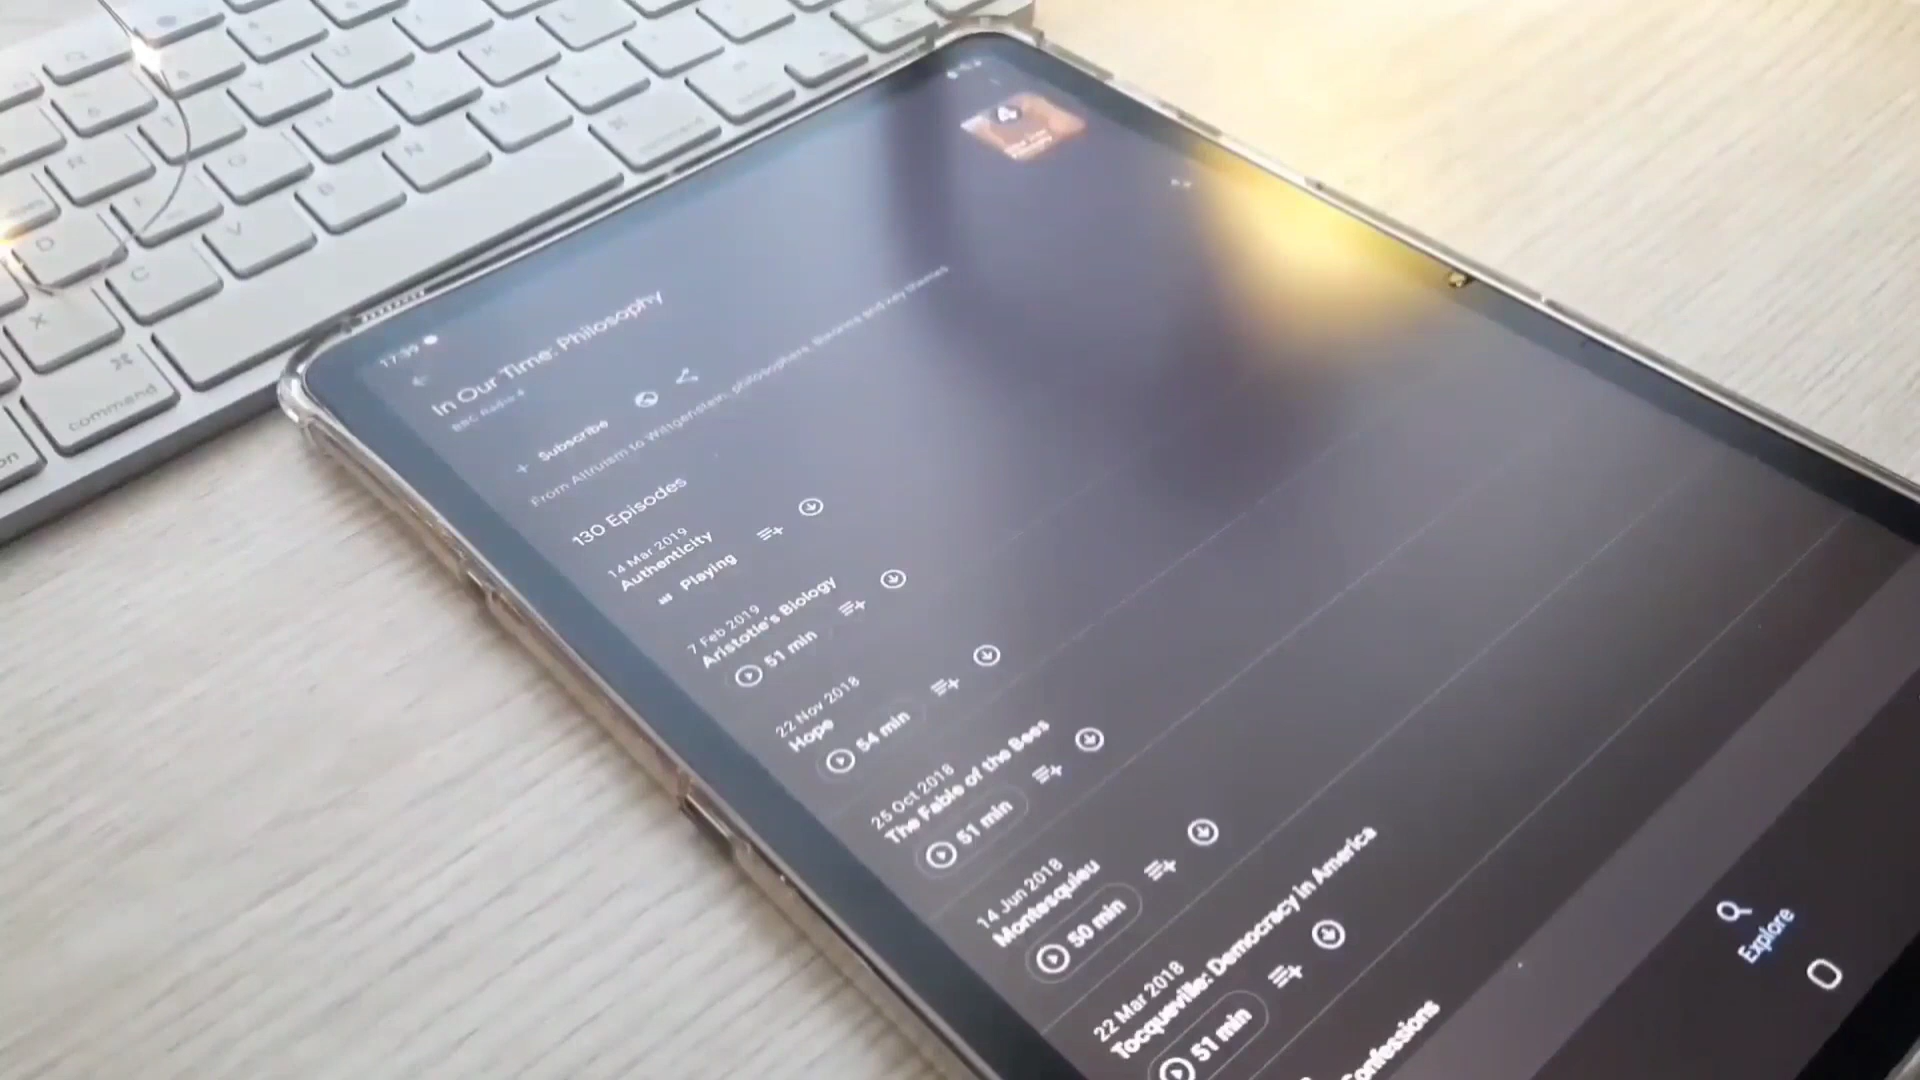 17:39
In Our Time: Philosophy
BBC Radio 4
+ Subscribe
From Altruism to Wittgenstein, philosophers, theories and key themes
130 Episodes
14 Mar 2019
Authenticity
Playing
7 Feb 2019
Aristotle's Biology
51 min
22 Nov 2018
Hope
54 min
25 Oct 2018
The Fable of the Bees
51 min
14 Jun 2018
Montesquieu
50 min
22 Mar 2018
Tocqueville: Democracy in America
51 min
Confessions
Explore
4
command
command
Q
L
Y
U
K
T
H
J
M
R
G
N
F
B
D
V
C
X